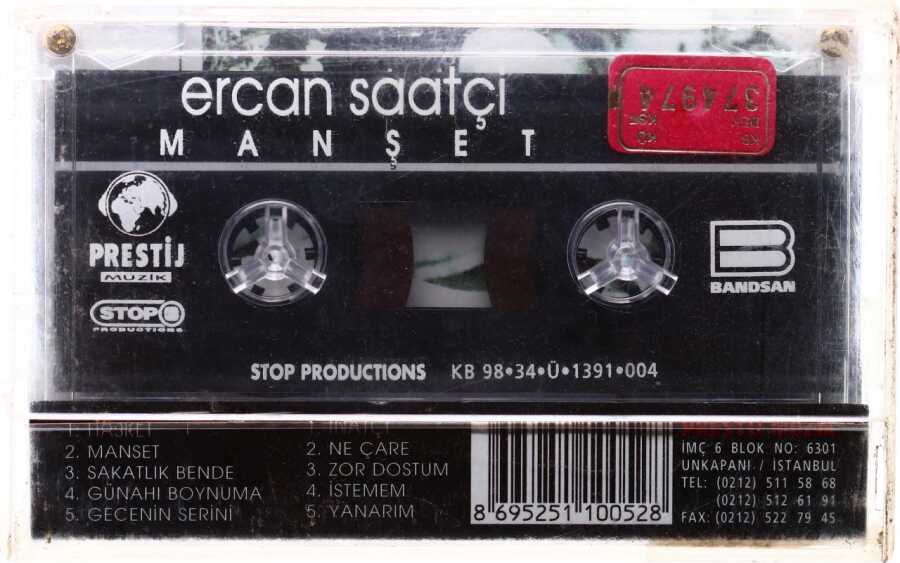 ercan saatçi
MANŞET
374974
PRESTİJ
MUZİK
STOP
PRODUCTIONS
BANDSAN
STOP PRODUCTIONS KB 98•34•Ü•1391•004
2. MANSET
3. SAKATLIK BENDE
4. GÜNAHI BOYNUMA
5. GECENİN SERİNİ
2. NE ÇARE
3. ZOR DOSTUM
4. İSTEMEM
5. YANARIM
8 695251 100528
İMÇ 6 BLOK NO: 6301
UNKAPANI / İSTANBUL
TEL: (0212) 511 58 68
(0212) 512 61 91
FAX: (0212) 522 79 45